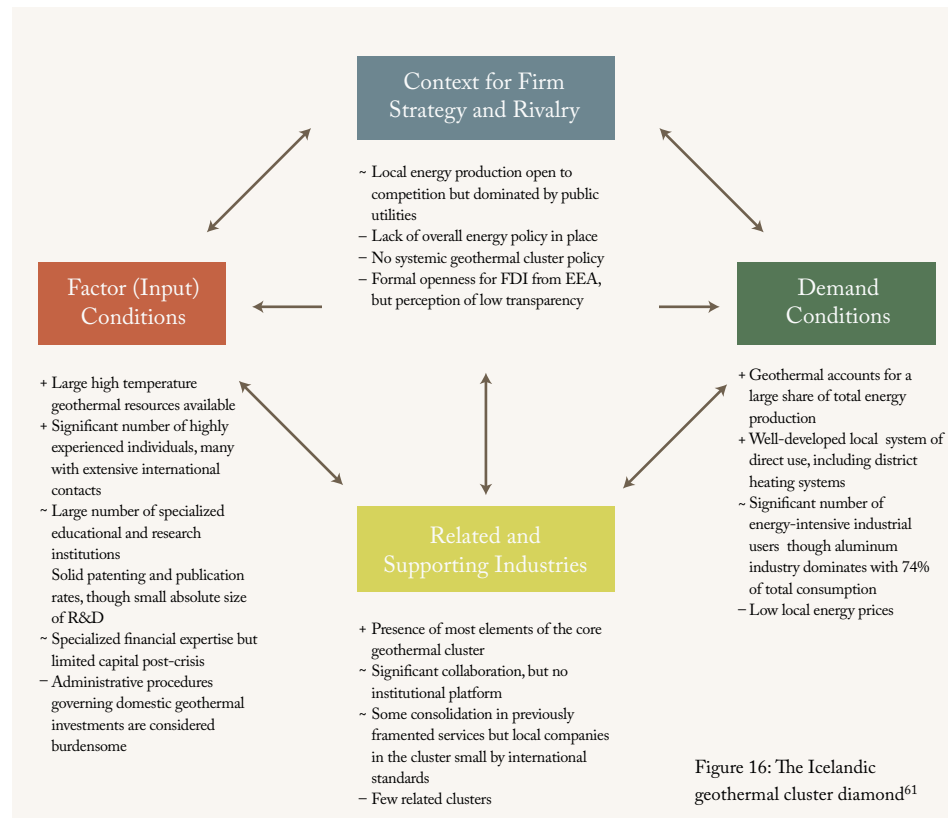 Context for Firm
Strategy and Rivalry
~ Local energy production open to
competition but dominated by public
utilities
– Lack of overall energy policy in place
– No systemic geothermal cluster policy
– Formal openness for FDI from EEA,
but perception of low transparency
Factor (Input)
Conditions
+ Large high temperature
geothermal resources available
+ Significant number of highly
experienced individuals, many
with extensive international
contacts
~ Large number of specialized
educational and research
institutions
Solid patenting and publication
rates, though small absolute size
of R&D
~ Specialized financial expertise but
limited capital post-crisis
– Administrative procedures
governing domestic geothermal
investments are considered
burdensome
Demand
Conditions
+ Geothermal accounts for a
large share of total energy
production
+ Well-developed local system of
direct use, including district
heating systems
~ Significant number of
energy-intensive industrial
users though aluminum
industry dominates with 74%
of total consumption
– Low local energy prices
Related and
Supporting Industries
+ Presence of most elements of the core
geothermal cluster
~ Significant collaboration, but no
institutional platform
~ Some consolidation in previously
framented services but local companies
in the cluster small by international
standards
– Few related clusters
Figure 16: The Icelandic
geothermal cluster diamond61